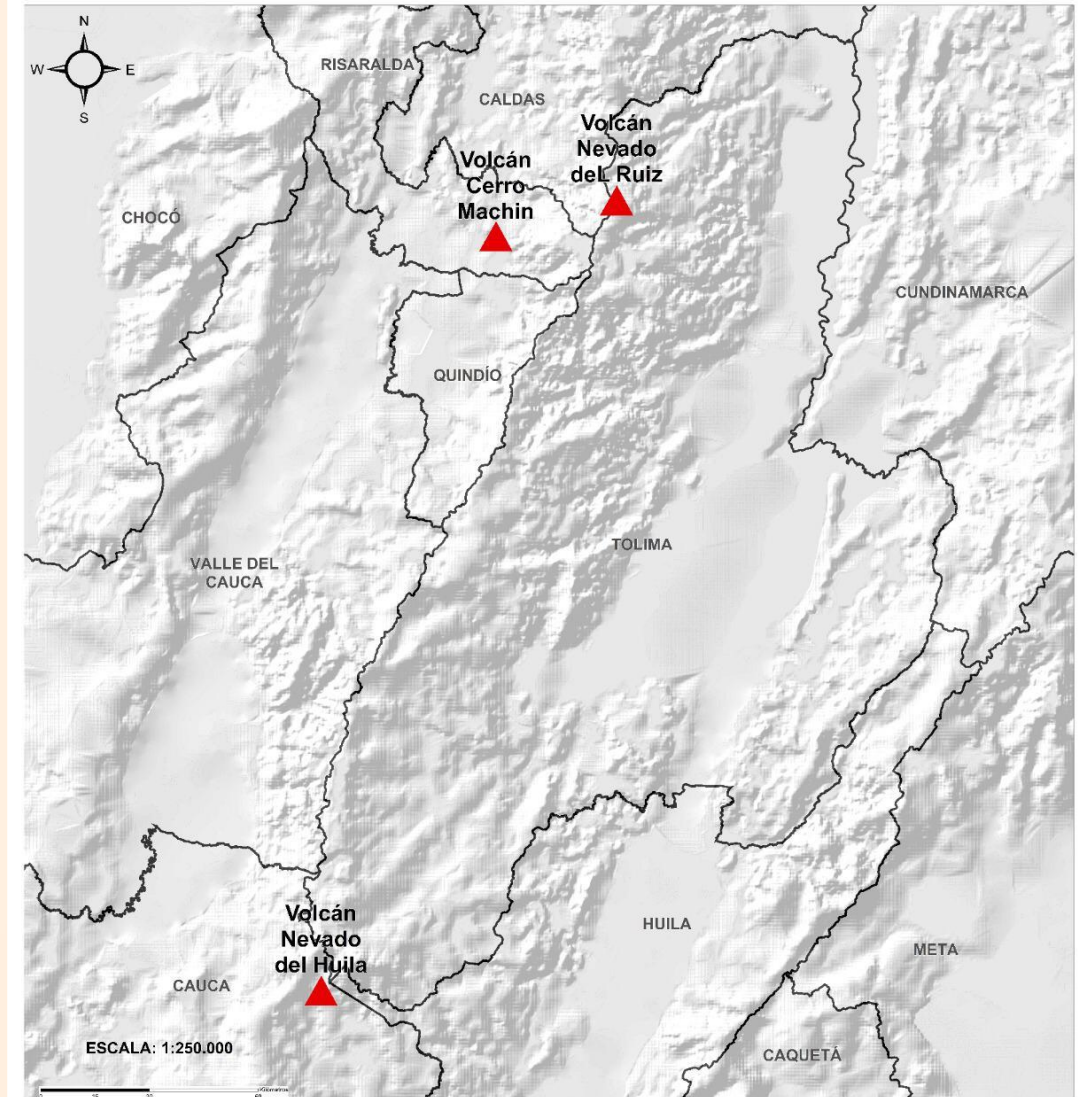 N
W E
S
RISARALDA
CALDAS
Volcán
Nevado
deL Ruiz
Volcán
Cerro
Machin
CHOCÓ
CUNDINAMARCA
QUINDÍO
TOLIMA
VALLE DEL
CAUCA
Volcán
Nevado
del Huila
HUILA
META
CAUCA
ESCALA: 1:250.000
CAQUETÁ